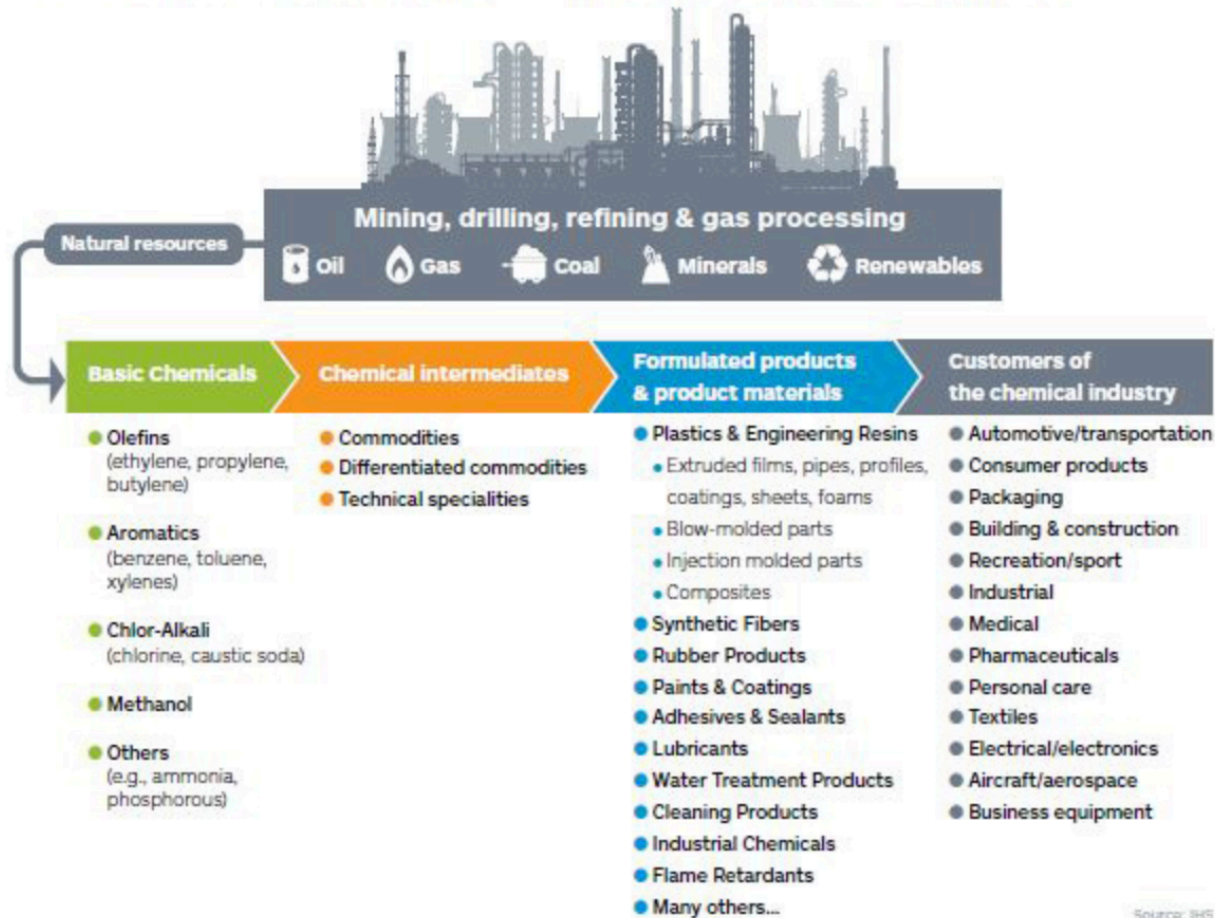 Mining, drilling, refining & gas processing
Natural resources
Oil Gas Coal Minerals Renewables
Basic Chemicals
Olefins
(ethylene, propylene,
butylene)
Aromatics
(benzene, toluene,
xylenes)
Chlor-Alkali
(chlorine, caustic soda)
Methanol
Others
(e.g., ammonia,
phosphorous)
Chemical intermediates
Commodities
Differentiated commodities
Technical specialities
Formulated products
& product materials
Plastics & Engineering Resins
Extruded films, pipes, profiles,
coatings, sheets, foams
Blow-molded parts
Injection molded parts
Composites
Synthetic Fibers
Rubber Products
Paints & Coatings
Adhesives & Sealants
Lubricants
Water Treatment Products
Cleaning Products
Industrial Chemicals
Flame Retardants
Many others...
Customers of
the chemical industry
Automotive/transportation
Consumer products
Packaging
Building & construction
Recreation/sport
Industrial
Medical
Pharmaceuticals
Personal care
Textiles
Electrical/electronics
Aircraft/aerospace
Business equipment
Source: IHS